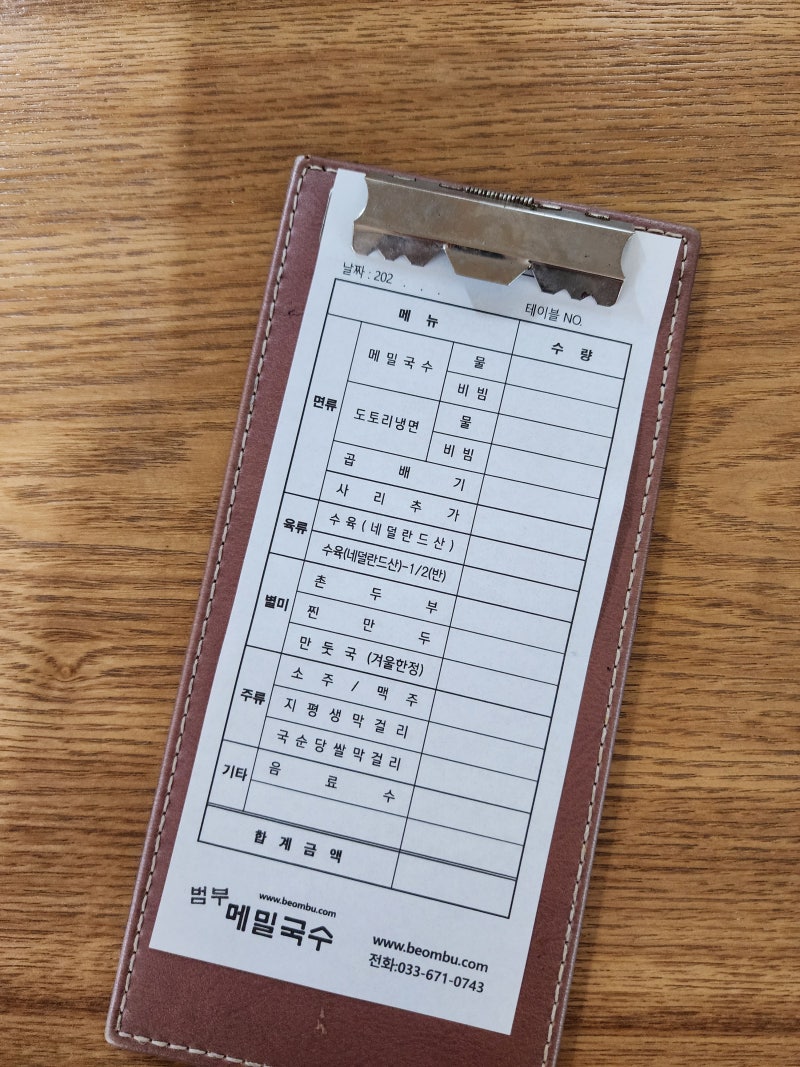 날짜 : 202 . . .
테이블 NO.
메 뉴 수 량
면류 메밀국수 물
비빔
도토리냉면 물
비빔
곱 배 기
사 리 추 가
육류 수육(네덜란드산)
수육(네덜란드산)-1/2(반)
별미 촌 두 부
찐 만 두
만 둣 국 (겨울한정)
주류 소 주 / 맥 주
지 평 생 막 걸 리
국 순 당 쌀 막 걸 리
기타 음 료 수
합 계 금 액
범부 www.beombu.com
메밀국수
www.beombu.com
전화:033-671-0743